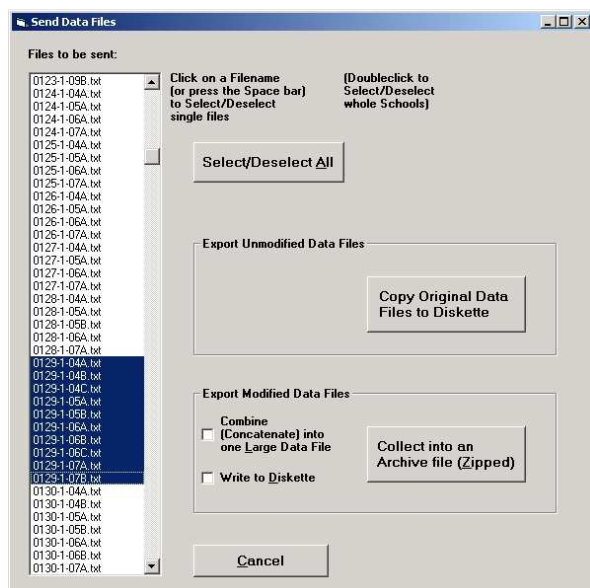 Send Data Files
Files to be sent:
0123-1-09B.txt
0124-1-04A.txt
0124-1-05A.txt
0124-1-06A.txt
0124-1-07A.txt
0125-1-04A.txt
0125-1-05A.txt
0125-1-06A.txt
0125-1-07A.txt
0126-1-04A.txt
0126-1-05A.txt
0126-1-06A.txt
0126-1-07A.txt
0127-1-04A.txt
0127-1-05A.txt
0127-1-06A.txt
0127-1-07A.txt
0128-1-04A.txt
0128-1-05A.txt
0128-1-05B.txt
0128-1-06A.txt
0128-1-07A.txt
0129-1-04A.txt
0129-1-04B.txt
0129-1-04C.txt
0129-1-05A.txt
0129-1-05B.txt
0129-1-06A.txt
0129-1-06B.txt
0129-1-06C.txt
0129-1-07A.txt
0129-1-07B.txt
0130-1-04A.txt
0130-1-04B.txt
0130-1-05A.txt
0130-1-05B.txt
0130-1-06A.txt
0130-1-06B.txt
0130-1-07A.txt
Click on a Filename
(or press the Space bar)
to Select/Deselect
single files
(Doubleclick to
Select/Deselect
whole Schools)
Select/Deselect All
Export Unmodified Data Files
Copy Original Data
Files to Diskette
Export Modified Data Files
Combine
(Concatenate) into
one Large Data File
Write to Diskette
Collect into an
Archive file (Zipped)
Cancel